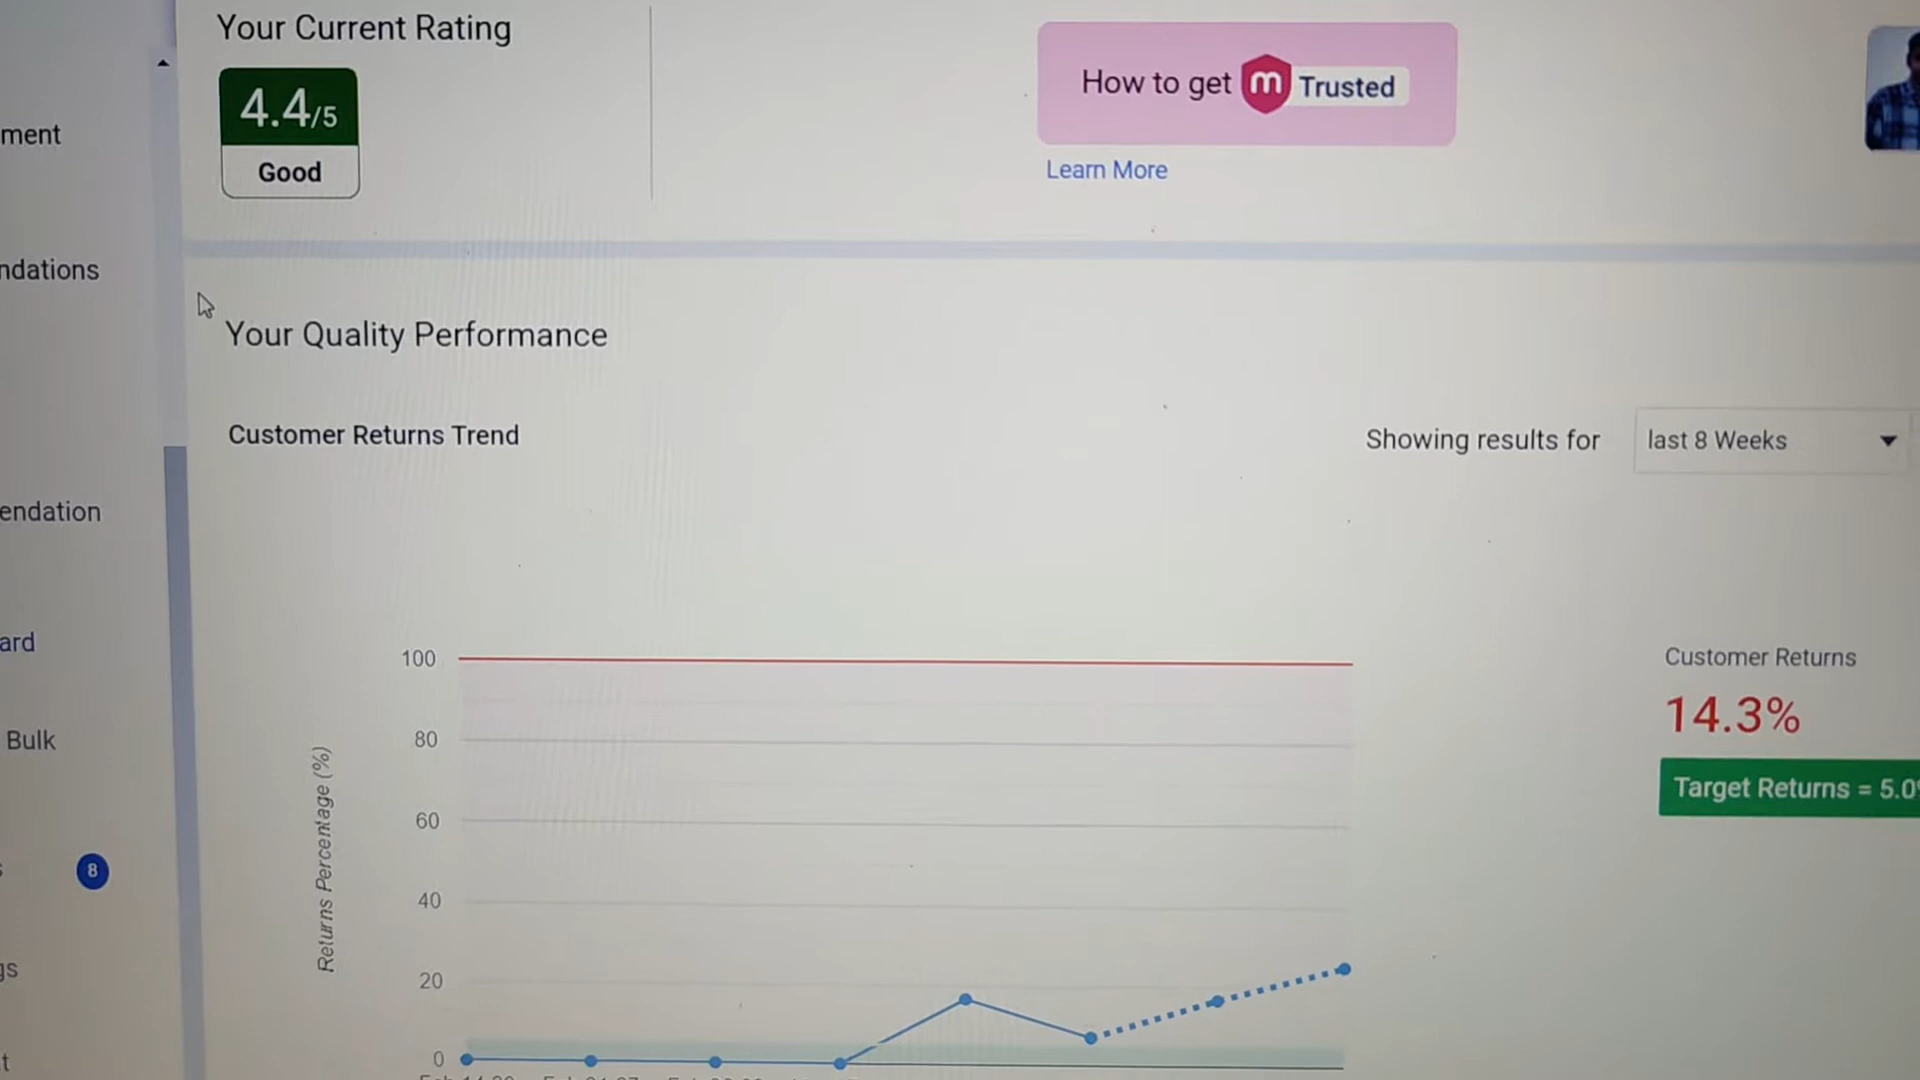 Your Current Rating
4.4/5
Good
How to get m Trusted
Learn More
ment
ndations
endation
ard
Bulk
8
gs
t
Your Quality Performance
Customer Returns Trend
Showing results for
last 8 Weeks
Returns Percentage (%)
100
80
60
40
20
0
Customer Returns
14.3%
Target Returns = 5.0